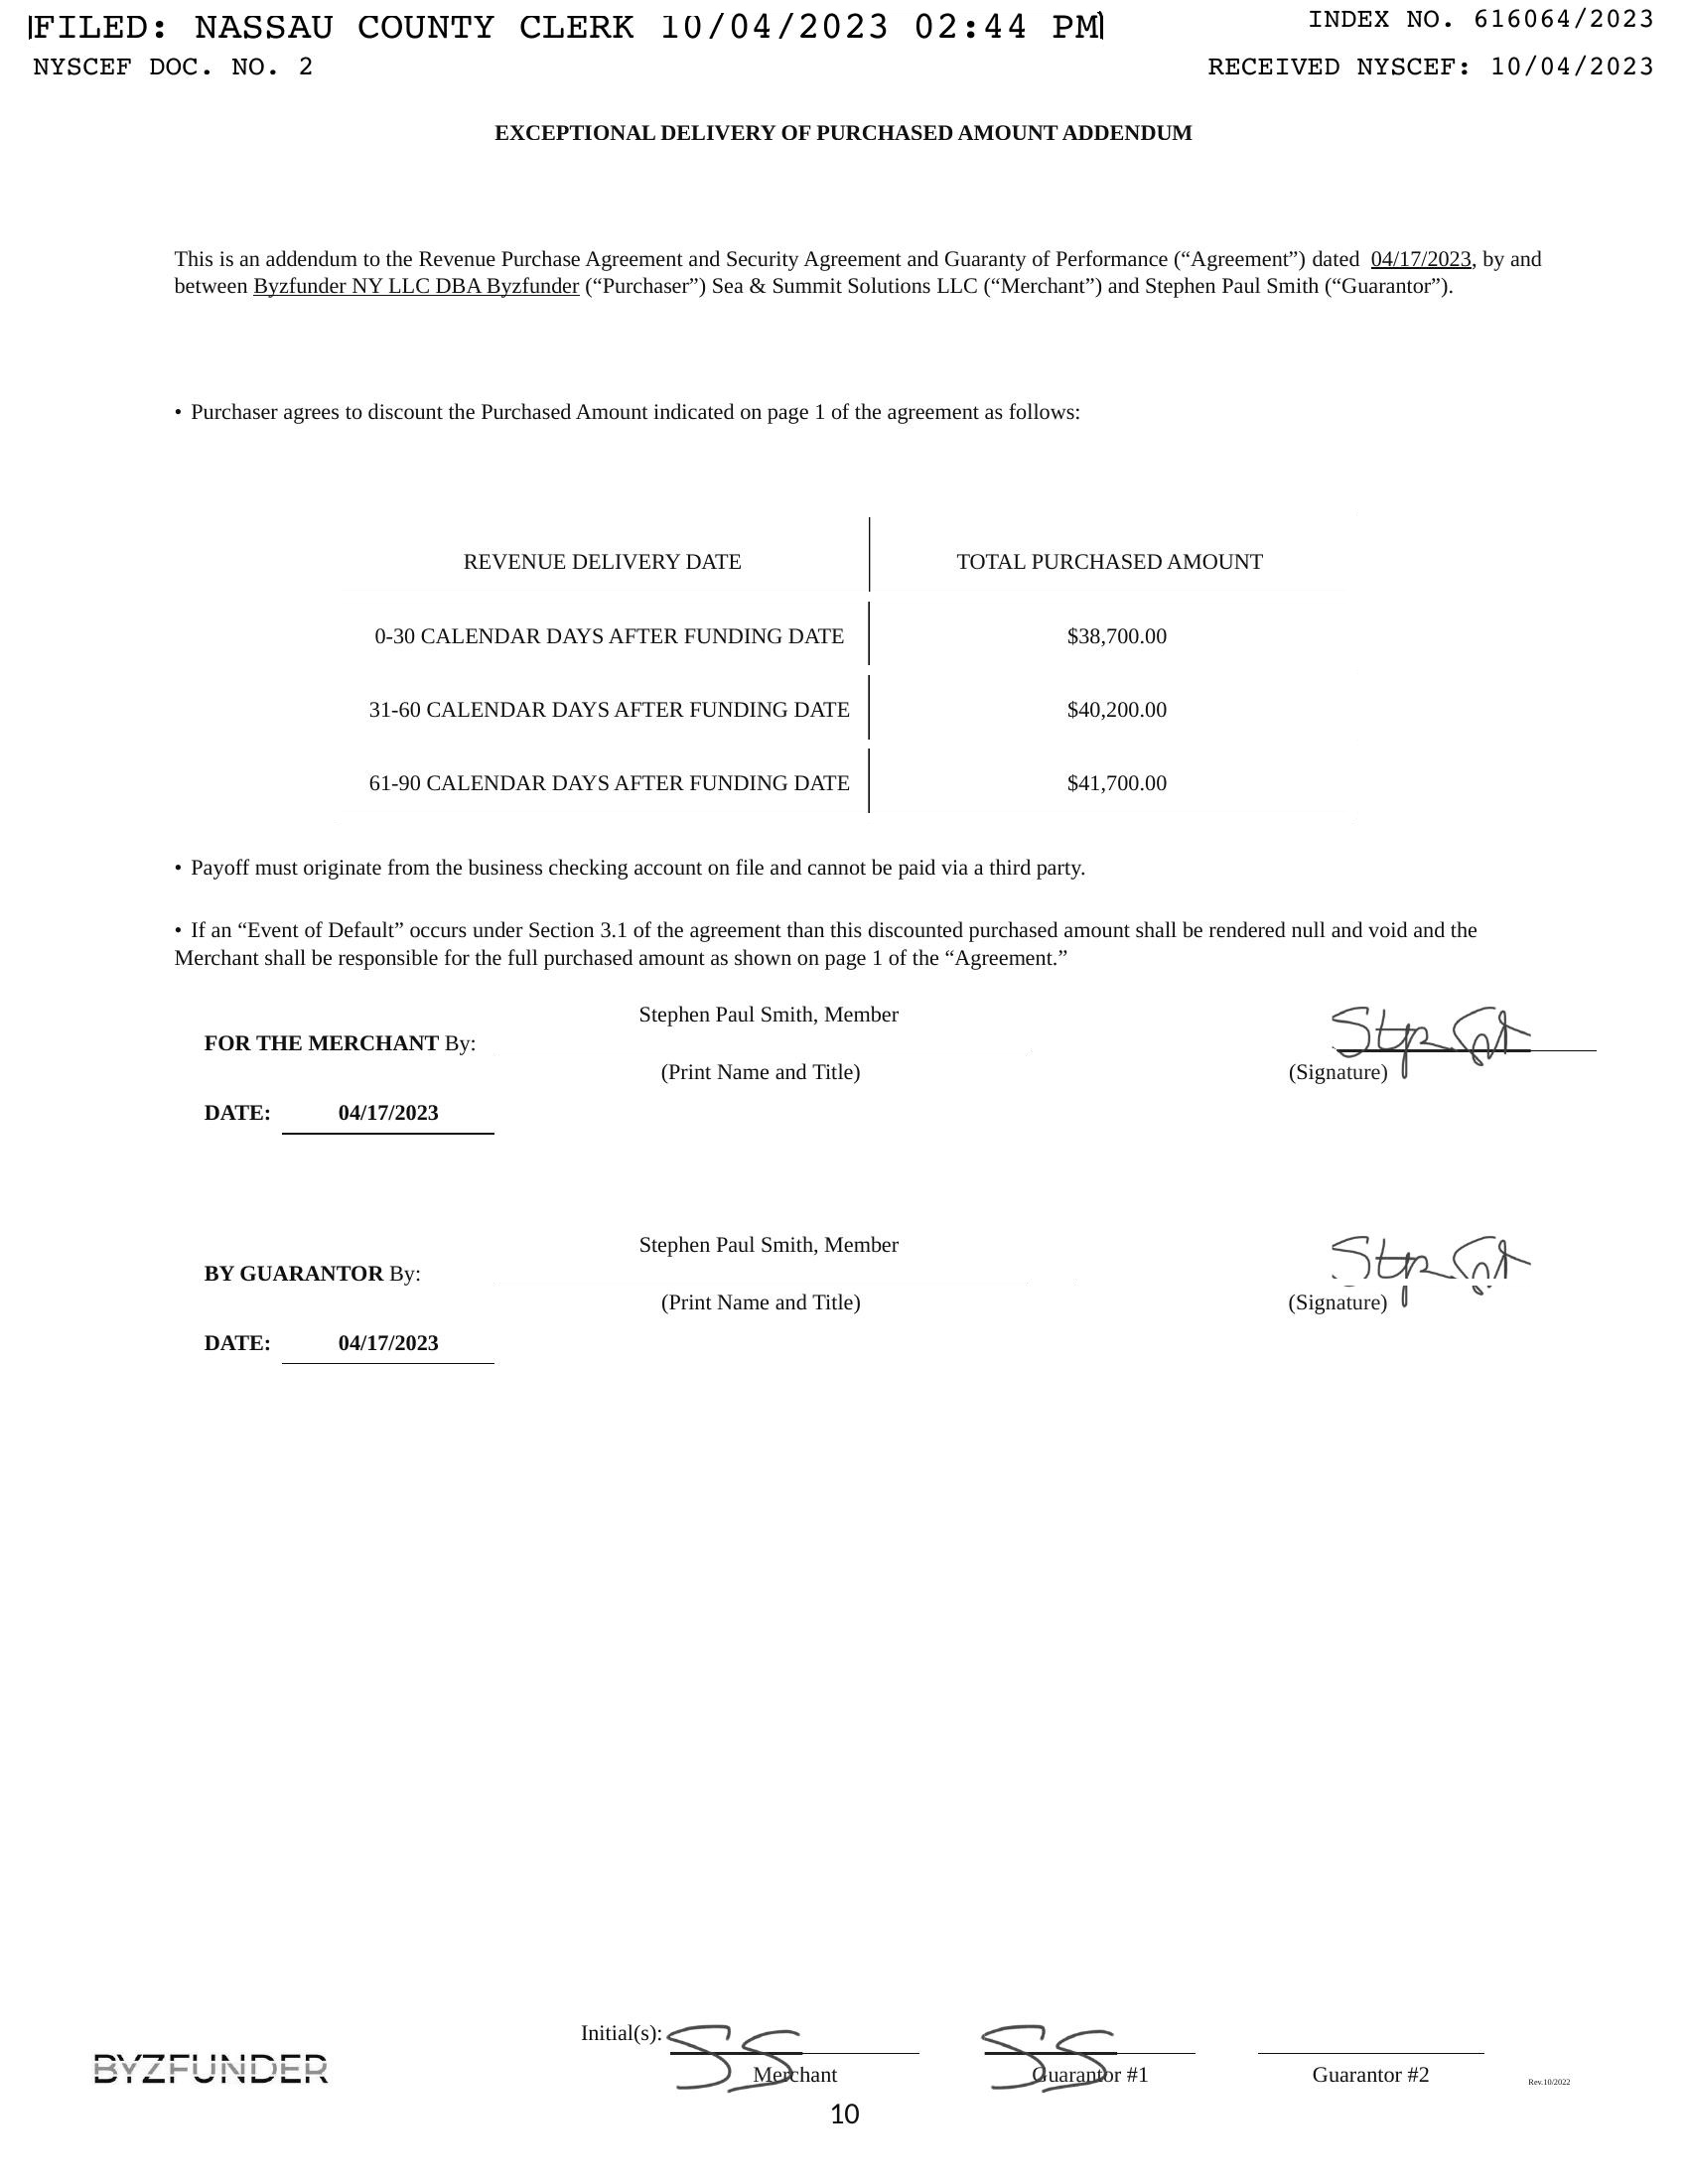 FILED: NASSAU COUNTY CLERK 10/04/2023 02:44 PM
INDEX NO. 616064/2023
NYSCEF DOC. NO. 2
RECEIVED NYSCEF: 10/04/2023
EXCEPTIONAL DELIVERY OF PURCHASED AMOUNT ADDENDUM
This is an addendum to the Revenue Purchase Agreement and Security Agreement and Guaranty of Performance (“Agreement”) dated 04/17/2023, by and
between Byzfunder NY LLC DBA Byzfunder (“Purchaser”) Sea & Summit Solutions LLC (“Merchant”) and Stephen Paul Smith (“Guarantor”).
• Purchaser agrees to discount the Purchased Amount indicated on page 1 of the agreement as follows:
REVENUE DELIVERY DATE TOTAL PURCHASED AMOUNT
0-30 CALENDAR DAYS AFTER FUNDING DATE $38,700.00
31-60 CALENDAR DAYS AFTER FUNDING DATE $40,200.00
61-90 CALENDAR DAYS AFTER FUNDING DATE $41,700.00
• Payoff must originate from the business checking account on file and cannot be paid via a third party.
• If an “Event of Default” occurs under Section 3.1 of the agreement than this discounted purchased amount shall be rendered null and void and the
Merchant shall be responsible for the full purchased amount as shown on page 1 of the “Agreement.”
Stephen Paul Smith, Member
FOR THE MERCHANT By:
(Print Name and Title) (Signature)
DATE: 04/17/2023
Stephen Paul Smith, Member
BY GUARANTOR By:
(Print Name and Title) (Signature)
DATE: 04/17/2023
Initial(s): SS SS
Merchant Guarantor #1 Guarantor #2
BYZFUNDER
Rev.10/2022
10